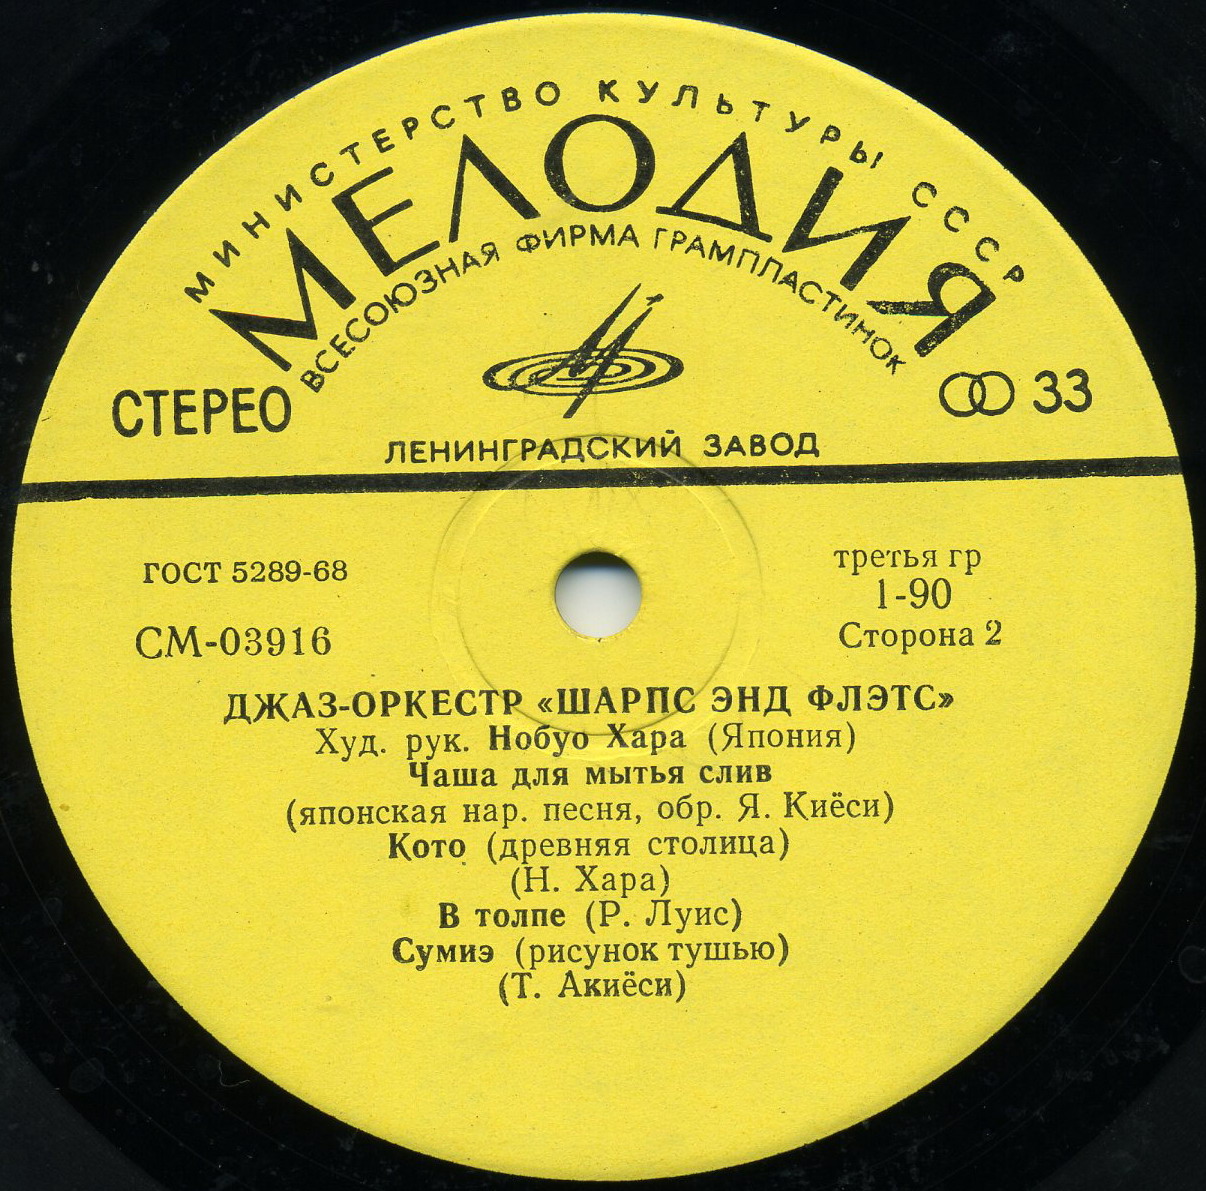 МИНИСТЕРСТВО КУЛЬТУРЫ СССР
МЕЛОДИЯ
ВСЕСОЮЗНАЯ ФИРМА ГРАМПЛАСТИНОК
СТЕРЕО
33
ЛЕНИНГРАДСКИЙ ЗАВОД
ГОСТ 5289-68
третья гр
1-90
СМ-03916
Сторона 2
ДЖАЗ-ОРКЕСТР «ШАРПС ЭНД ФЛЭТС»
Худ. рук. Нобуо Хара (Япония)
Чаша для мытья слив
(японская нар. песня, обр. Я. Киёси)
Кото (древняя столица)
(Н. Хара)
В толпе (Р. Луис)
Сумиэ (рисунок тушью)
(Т. Акиёси)